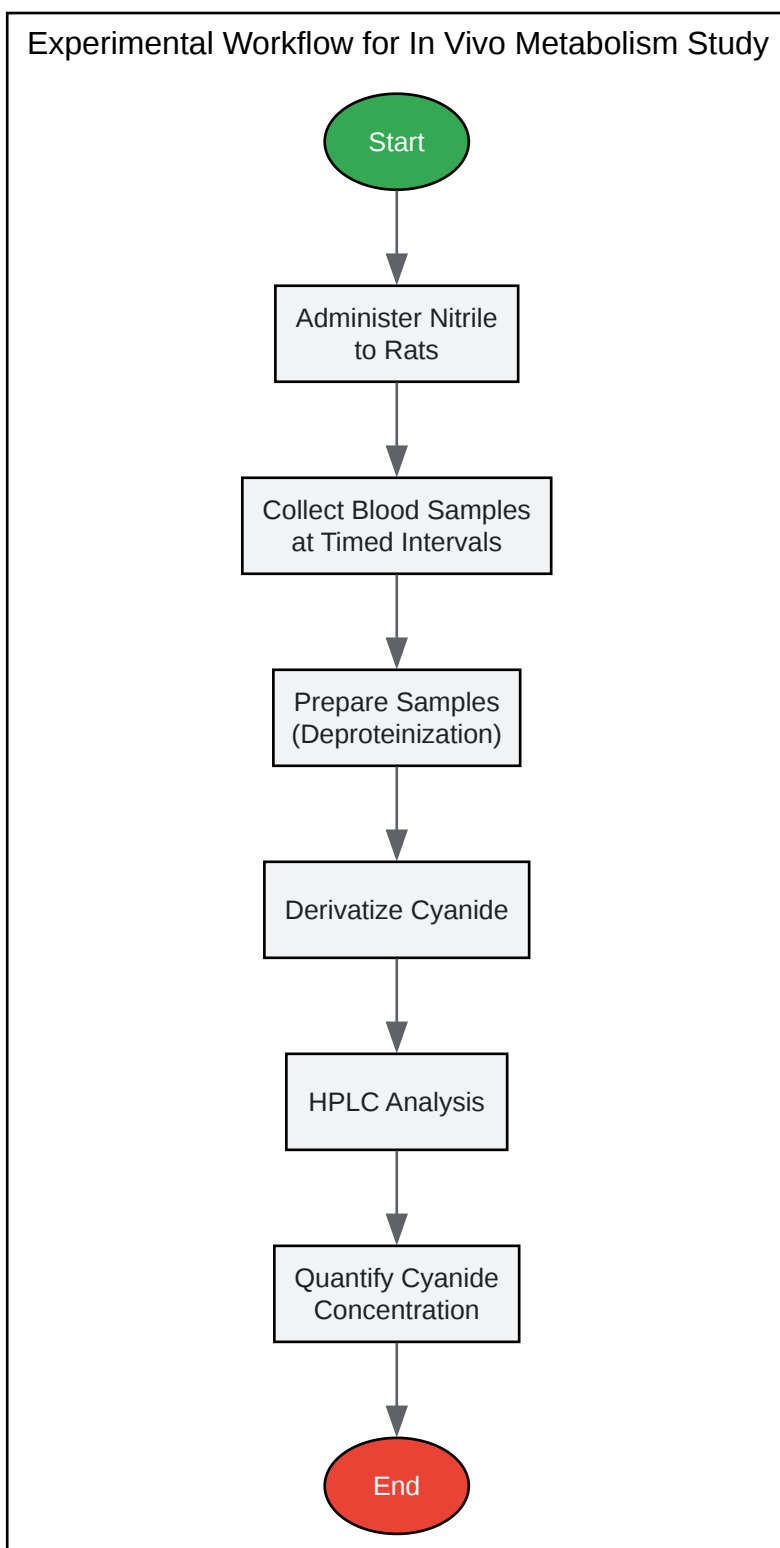 Experimental Workflow for In Vivo Metabolism Study
Start
Administer Nitrile
to Rats
Collect Blood Samples
at Timed Intervals
Prepare Samples
(Deproteinization)
Derivatize Cyanide
HPLC Analysis
Quantify Cyanide
Concentration
End